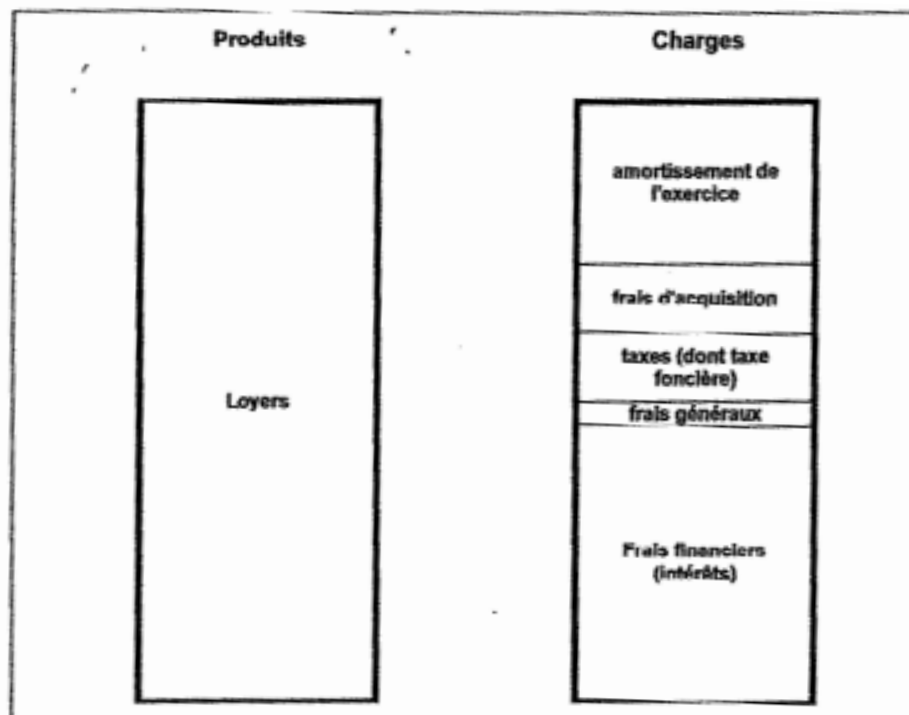 Produits
Charges
Loyers
amortissement de
l'exercice
frais d'acquisition
taxes (dont taxe
foncière)
frais généraux
Frais financiers
(intérêts)